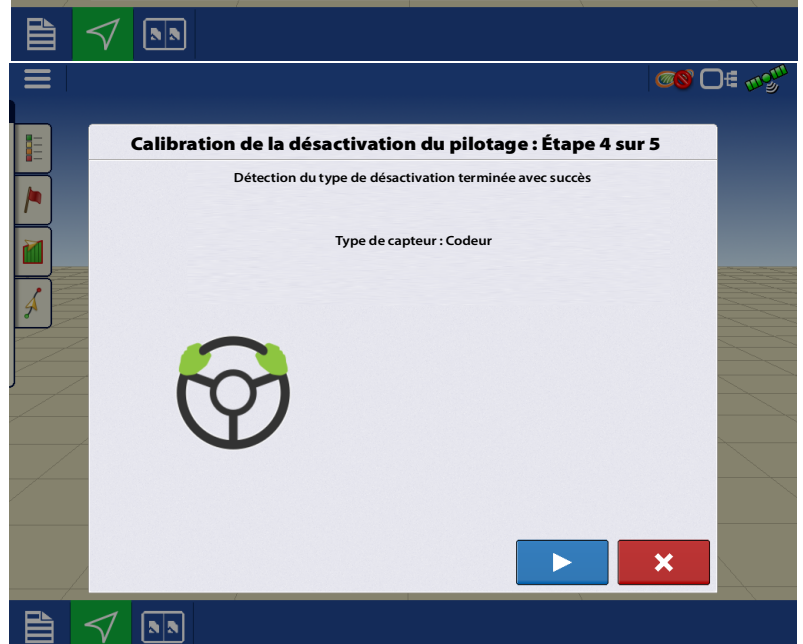 Calibration de la désactivation du pilotage : Étape 4 sur 5
Détection du type de désactivation terminée avec succès
Type de capteur : Codeur